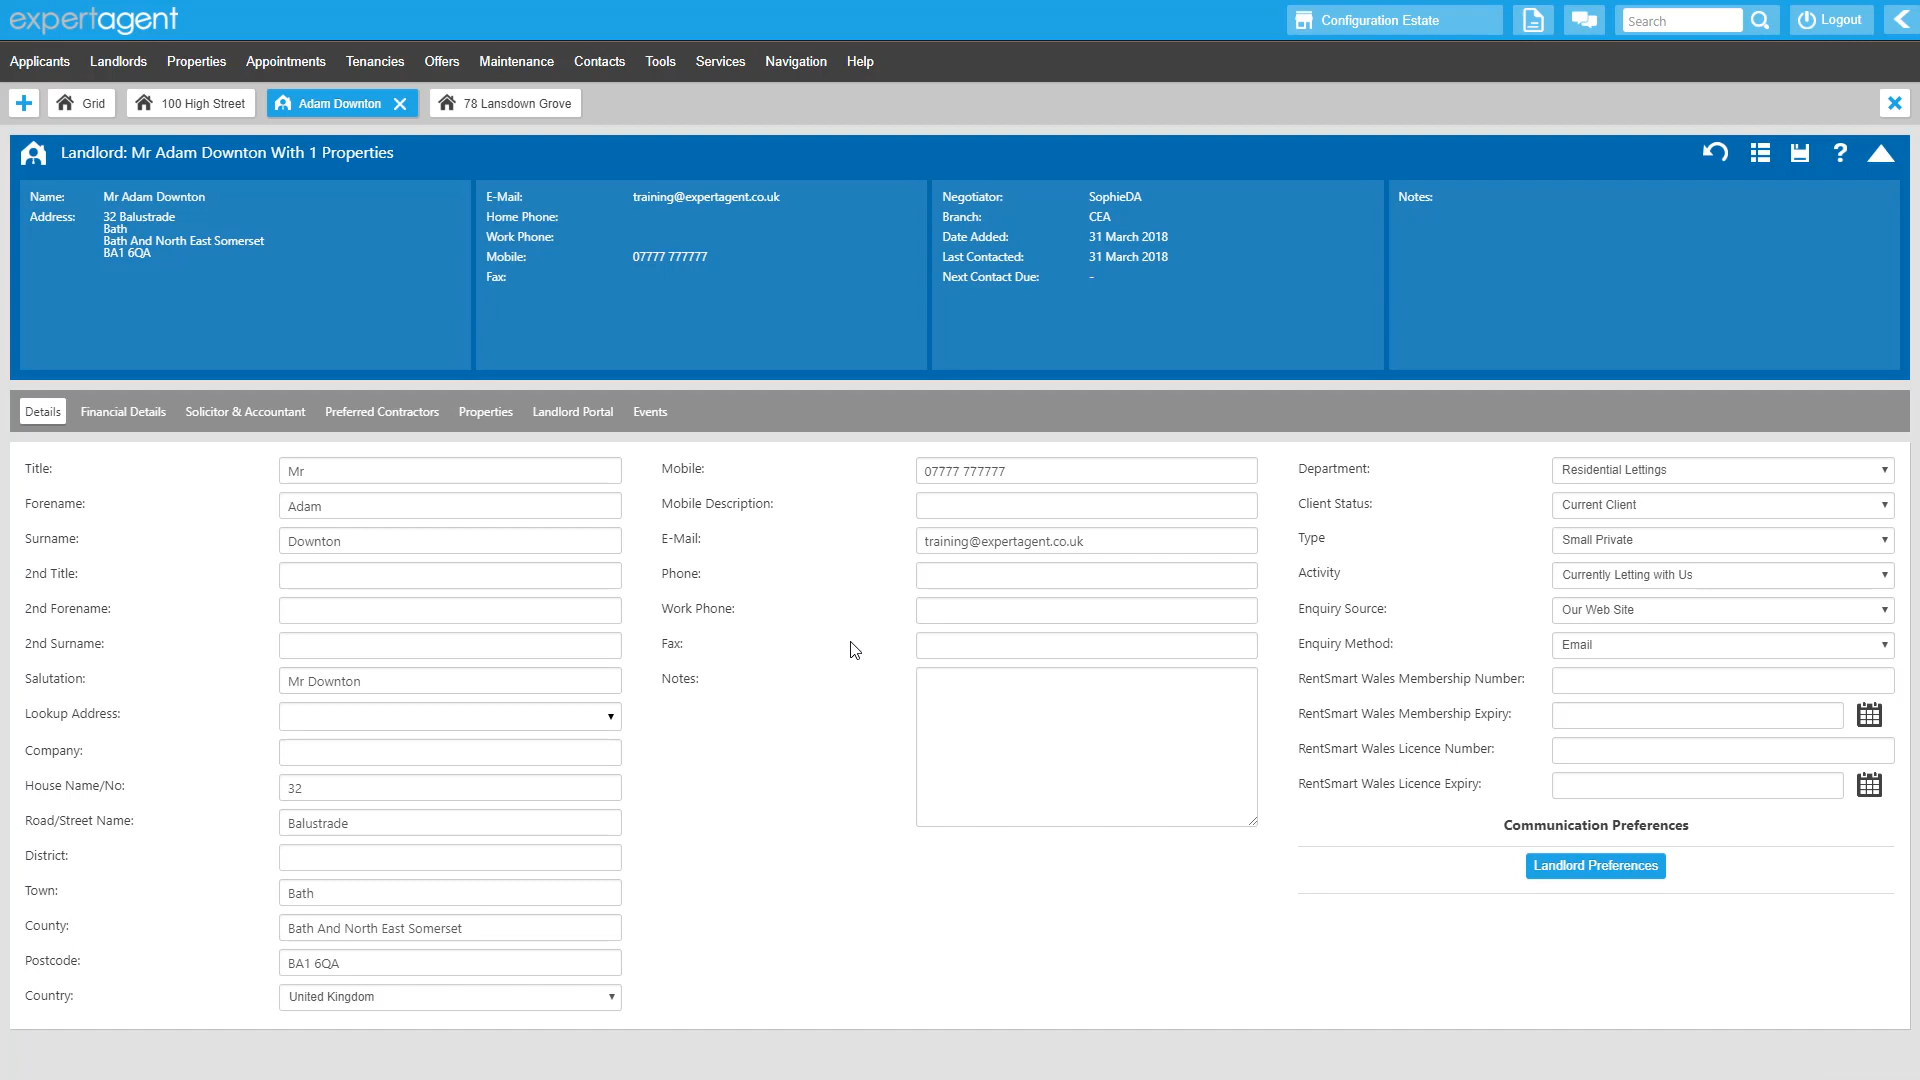 expertagent
Configuration Estate
Search
Logout
Applicants Landlords Properties Appointments Tenancies Offers Maintenance Contacts Tools Services Navigation Help
Grid 100 High Street Adam Downton 78 Lansdown Grove
Landlord: Mr Adam Downton With 1 Properties
?
Name: Mr Adam Downton
Address: 32 Balustrade
Bath
Bath And North East Somerset
BA1 6QA
E-Mail: training@expertagent.co.uk
Home Phone:
Work Phone:
Mobile: 07777 777777
Fax:
Negotiator: SophieDA
Branch: CEA
Date Added: 31 March 2018
Last Contacted: 31 March 2018
Next Contact Due: -
Notes:
Details Financial Details Solicitor & Accountant Preferred Contractors Properties Landlord Portal Events
Title: Mr
Forename: Adam
Surname: Downton
2nd Title:
2nd Forename:
2nd Surname:
Salutation: Mr Downton
Lookup Address:
Company:
House Name/No: 32
Road/Street Name: Balustrade
District:
Town: Bath
County: Bath And North East Somerset
Postcode: BA1 6QA
Country: United Kingdom
Mobile: 07777 777777
Mobile Description:
E-Mail: training@expertagent.co.uk
Phone:
Work Phone:
Fax:
Notes:
Department: Residential Lettings
Client Status: Current Client
Type Small Private
Activity Currently Letting with Us
Enquiry Source: Our Web Site
Enquiry Method: Email
RentSmart Wales Membership Number:
RentSmart Wales Membership Expiry:
RentSmart Wales Licence Number:
RentSmart Wales Licence Expiry:
Communication Preferences
Landlord Preferences